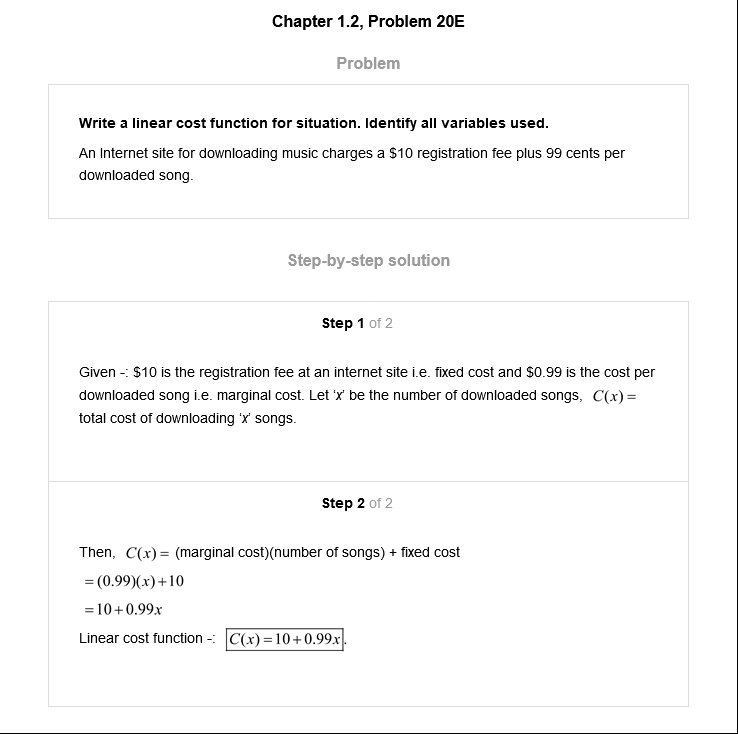 Chapter 1.2, Problem 20E
Problem
Write a linear cost function for situation. Identify all variables used.
An Internet site for downloading music charges a $10 registration fee plus 99 cents per
downloaded song.
Step-by-step solution
Step 1 of 2
Given -: $10 is the registration fee at an internet site i.e. fixed cost and $0.99 is the cost per
downloaded song i.e. marginal cost. Let ‘x’ be the number of downloaded songs, C(x) =
total cost of downloading ‘x’ songs.
Step 2 of 2
Then, C(x) = (marginal cost)(number of songs) + fixed cost
= (0.99)(x) + 10
= 10 + 0.99x
Linear cost function -: C(x) = 10 + 0.99x.